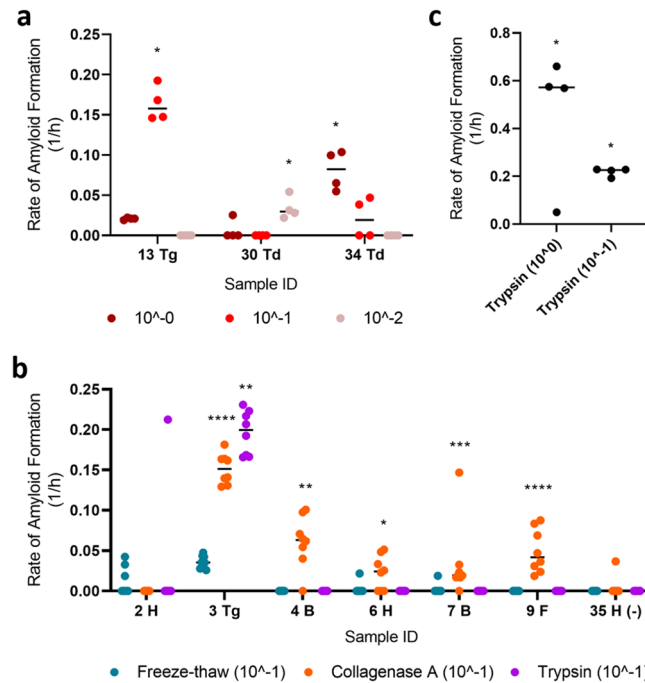 a
Rate of Amyloid Formation
(1/h)
0.25
0.20
0.15
0.10
0.05
0.00
*
*
*
13 Tg 30 Td 34 Td
Sample ID
10^-0 10^-1 10^-2
c
Rate of Amyloid Formation
(1/h)
0.8
0.6
0.4
0.2
0.0
*
*
Trypsin (10^0)
Trypsin (10^-1)
b
Rate of Amyloid Formation
(1/h)
0.25
0.20
0.15
0.10
0.05
0.00
****
**
**
*
***
****
2 H 3 Tg 4 B 6 H 7 B 9 F 35 H (-)
Sample ID
Freeze-thaw (10^-1) Collagenase A (10^-1) Trypsin (10^-1)